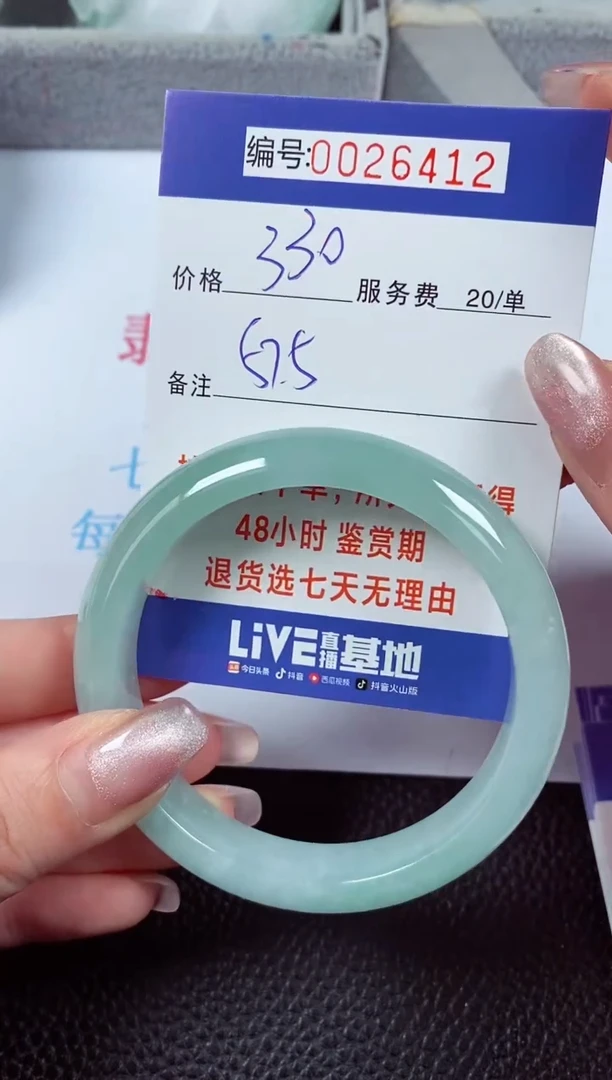 编号:0026412
价格 330 服务费 20/单
备注 57.5
48小时 鉴赏期
退货选七天无理由
LiVE直播基地
今日头条 抖音 西瓜视频 抖音火山版
七
每